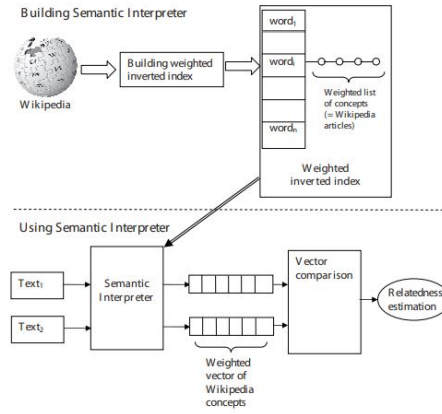 Building Semantic Interpreter
word1
Building weighted
inverted index
wordi
Wikipedia
Weighted list
of concepts
(= Wikipedia
articles)
wordn
Weighted
inverted index
Using Semantic Interpreter
Vector
comparison
Text1
Semantic
Interpreter
Relatedness
estimation
Text2
Weighted
vector of
Wikipedia
concepts